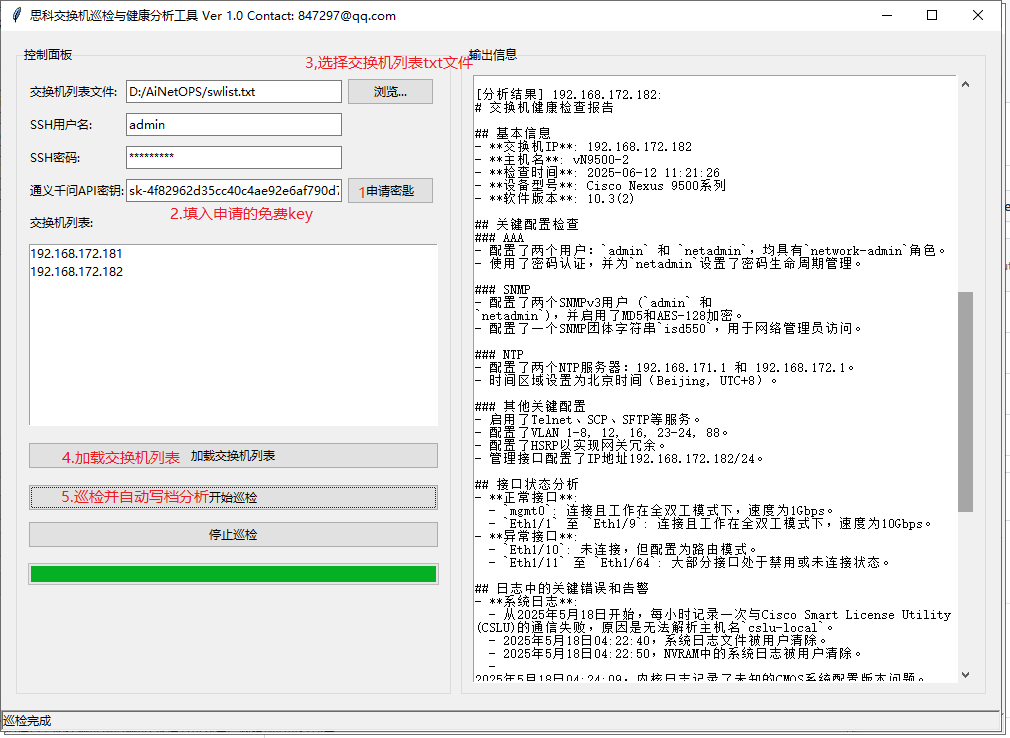 思科交换机巡检与健康分析工具 Ver 1.0 Contact: 847297@qq.com
控制面板
3,选择交换机列表txt文件
交换机列表文件:
D:/AiNetOPS/swlist.txt
浏览...
SSH用户名:
admin
SSH密码:
*********
通义千问API密钥:
sk-4f82962d35cc40c4ae92e6af790d7
1申请密匙
2.填入申请的免费key
交换机列表:
192.168.172.181
192.168.172.182
4.加载交换机列表 加载交换机列表
5.巡检并自动写档分析开始巡检
停止巡检
输出信息
[分析结果] 192.168.172.182:
# 交换机健康检查报告
## 基本信息
- **交换机IP**: 192.168.172.182
- **主机名**: vN9500-2
- **检查时间**: 2025-06-12 11:21:26
- **设备型号**: Cisco Nexus 9500系列
- **软件版本**: 10.3(2)
## 关键配置检查
### AAA
- 配置了两个用户：`admin` 和 `netadmin`，均具有`network-admin`角色。
- 使用了密码认证，并为`netadmin`设置了密码生命周期管理。
### SNMP
- 配置了两个SNMPv3用户（`admin` 和
`netadmin`），并启用了MD5和AES-128加密。
- 配置了一个SNMP团体字符串`isd550`，用于网络管理员访问。
### NTP
- 配置了两个NTP服务器：192.168.171.1 和 192.168.172.1。
- 时间区域设置为北京时间（Beijing, UTC+8）。
### 其他关键配置
- 启用了Telnet、SCP、SFTP等服务。
- 配置了VLAN 1-8, 12, 16, 23-24, 88。
- 配置了HSRP以实现网关冗余。
- 管理接口配置了IP地址192.168.172.182/24。
## 接口状态分析
- **正常接口**:
- `mgmt0`: 连接且工作在全双工模式下，速度为1Gbps。
- `Eth1/1` 至 `Eth1/9`: 连接且工作在全双工模式下，速度为10Gbps。
- **异常接口**:
- `Eth1/10`: 未连接，但配置为路由模式。
- `Eth1/11` 至 `Eth1/64`: 大部分接口处于禁用或未连接状态。
## 日志中的关键错误和告警
- **系统日志**:
- 从2025年5月18日开始，每小时记录一次与Cisco Smart License Utility
(CSLU)的通信失败，原因是无法解析主机名`cslu-local`。
- 2025年5月18日04:22:40，系统日志文件被用户清除。
- 2025年5月18日04:22:50，NVRAM中的系统日志被用户清除。
-
2025年5月18日04:24:09，内核日志记录了未知的CMOS系统配置版本问题。
巡检完成